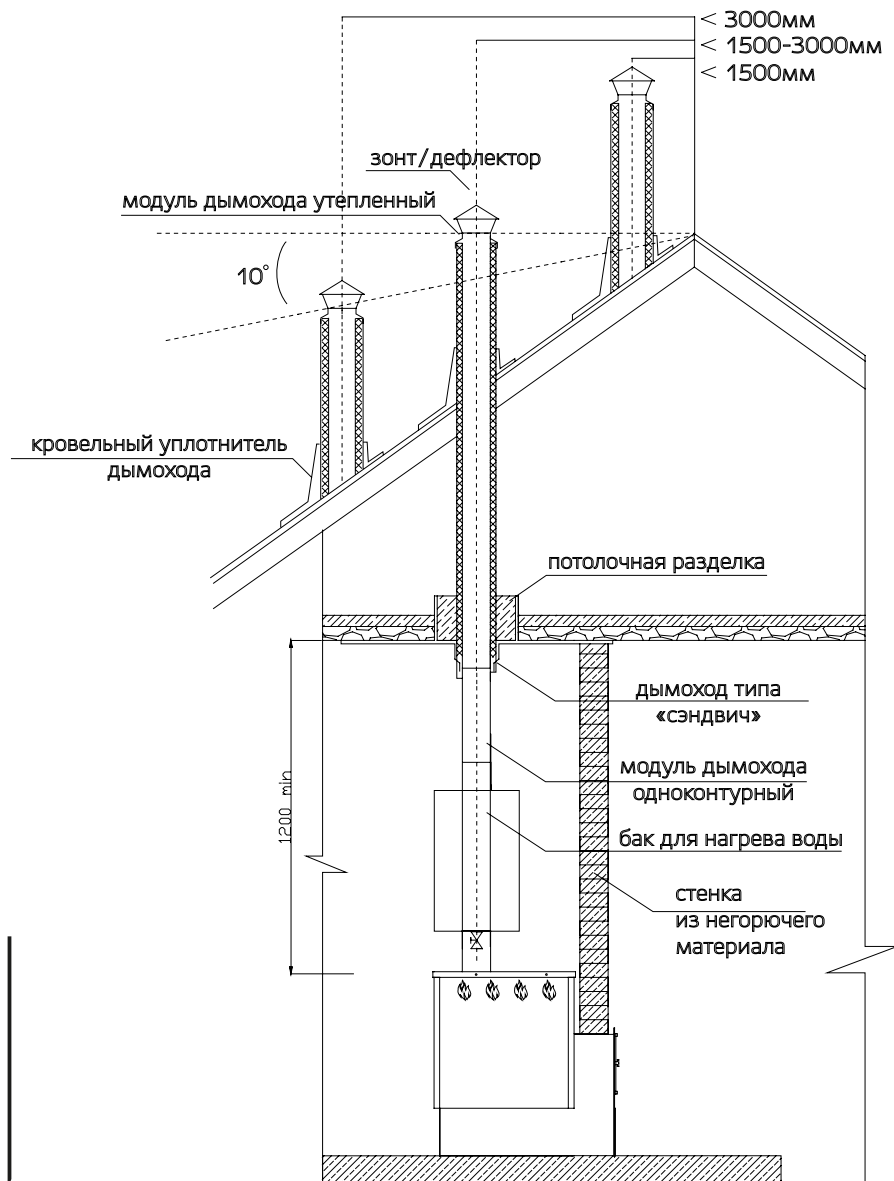 < 3000мм
< 1500-3000мм
< 1500мм
зонт/дефлектор
модуль дымохода утепленный
10°
кровельный уплотнитель
дымохода
потолочная разделка
дымоход типа
«сэндвич»
модуль дымохода
одноконтурный
1200 min
бак для нагрева воды
стенка
из негорючего
материала